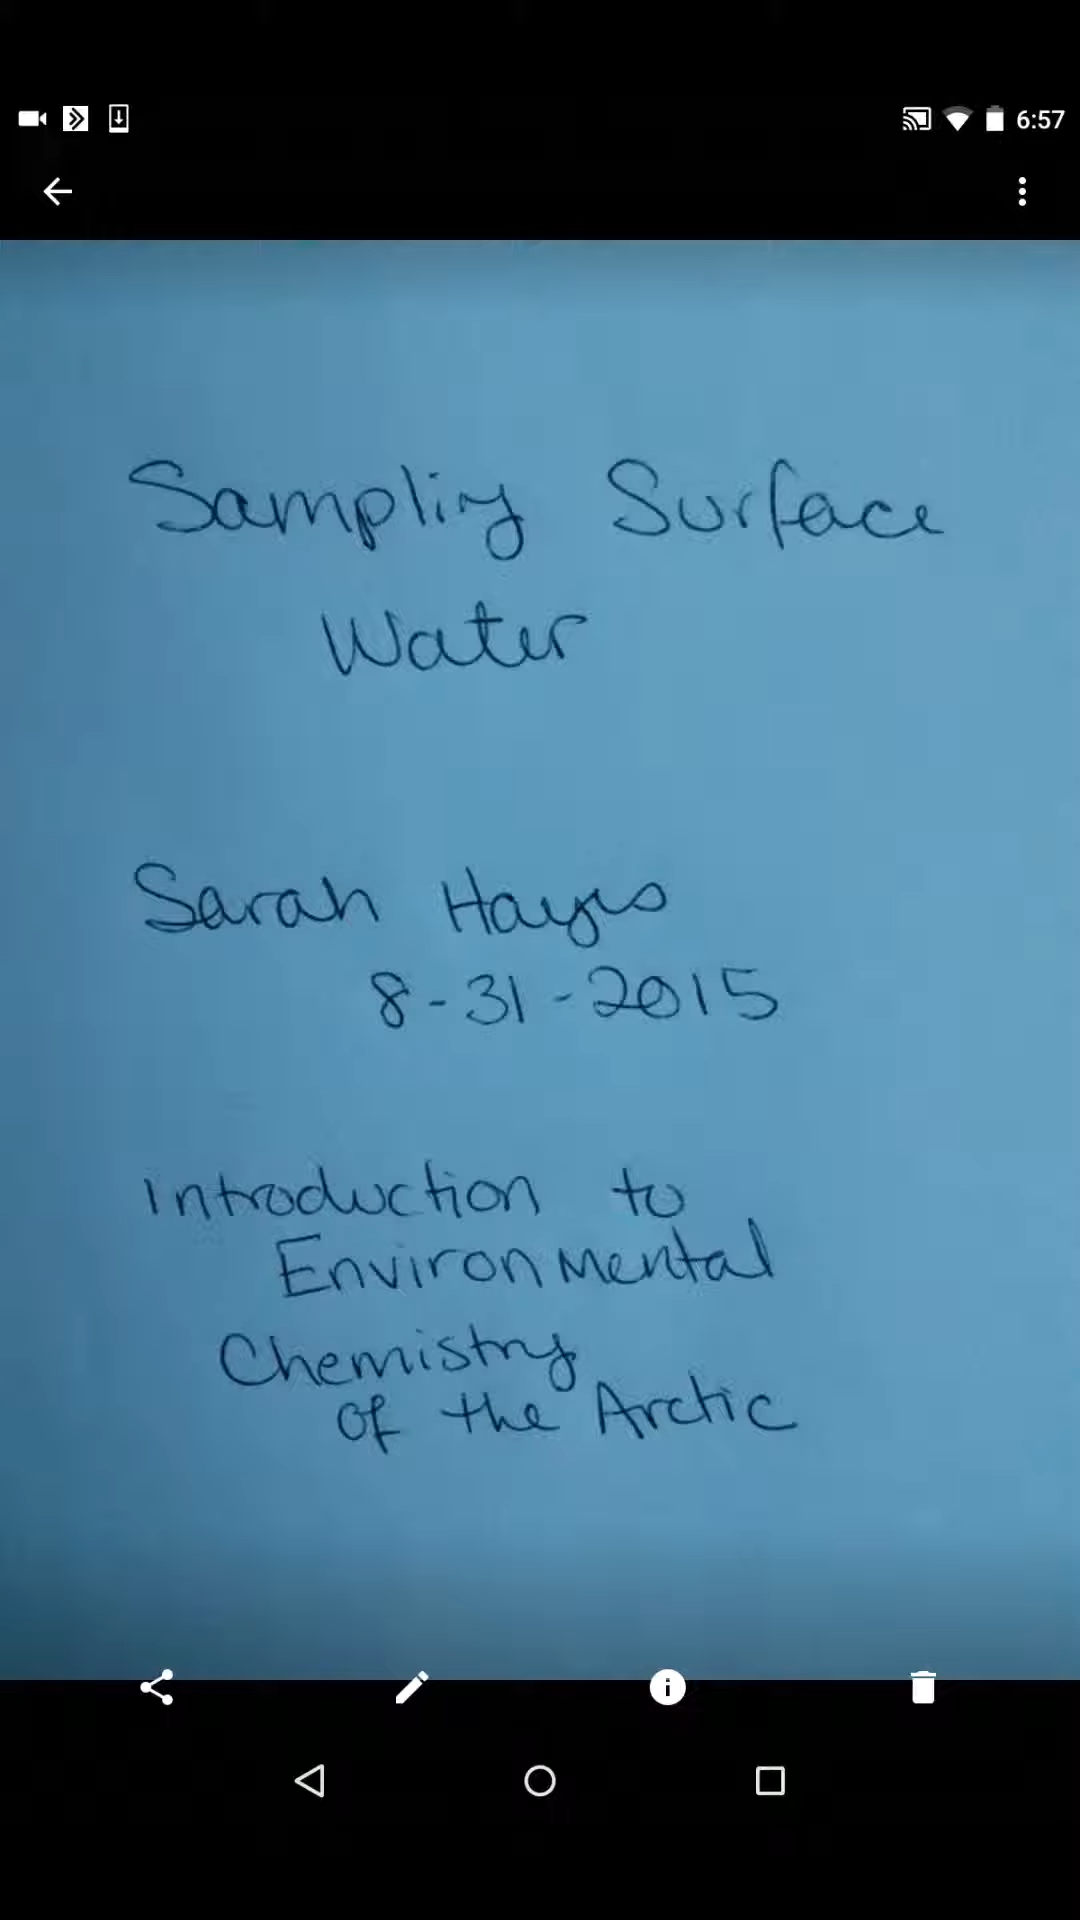 6:57
Sampling Surface
Water
Sarah Hayes
8-31-2015
Introduction to
Environmental
Chemistry
of the Arctic